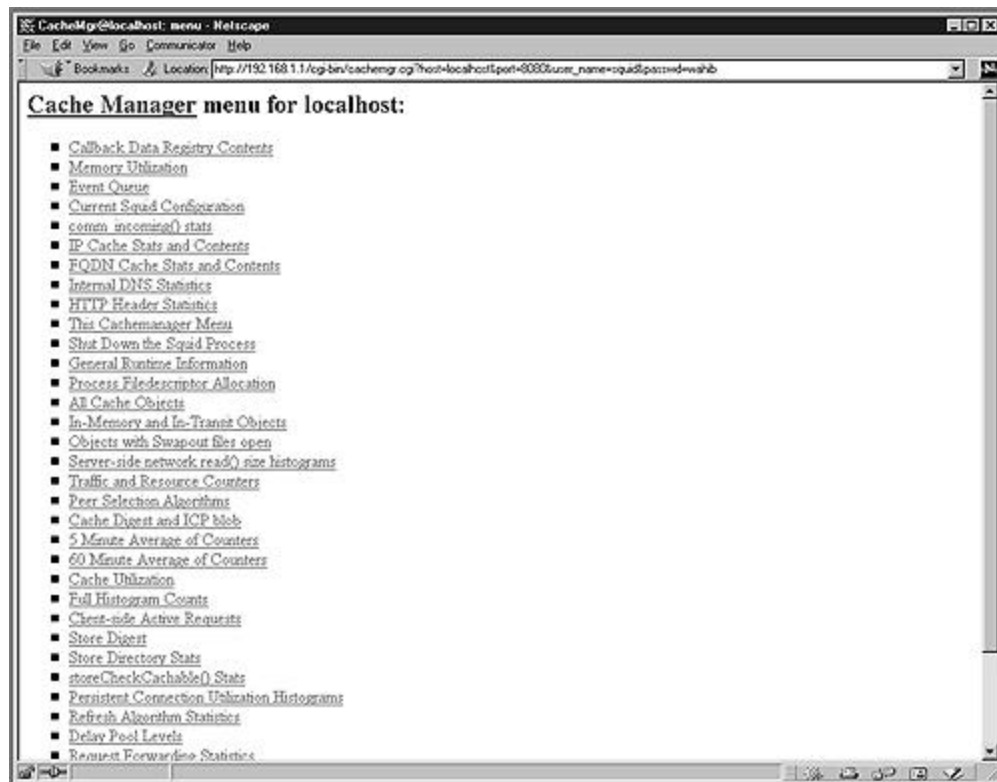 CacheMgr@localhost: menu - Netscape
File Edit View Go Communicator Help
Bookmarks Location: http://192.168.1.1/cgi-bin/cachemgr.cgi?host=localhost&port=8080&user_name=squid&passwd=wahib
Cache Manager menu for localhost:
Callback Data Registry Contents
Memory Utilization
Event Queue
Current Squid Configuration
comm_incoming() stats
IP Cache Stats and Contents
FQDN Cache Stats and Contents
Internal DNS Statistics
HTTP Header Statistics
This Cachemanager Menu
Shut Down the Squid Process
General Runtime Information
Process Filedescriptor Allocation
All Cache Objects
In-Memory and In-Transit Objects
Objects with Swapout files open
Server-side network read() size histograms
Traffic and Resource Counters
Peer Selection Algorithms
Cache Digest and ICP blob
5 Minute Average of Counters
60 Minute Average of Counters
Cache Utilization
Full Histogram Counts
Client-side Active Requests
Store Digest
Store Directory Stats
storeCheckCachable() Stats
Persistent Connection Utilization Histograms
Refresh Algorithm Statistics
Delay Pool Levels
Request Forwarding Statistics